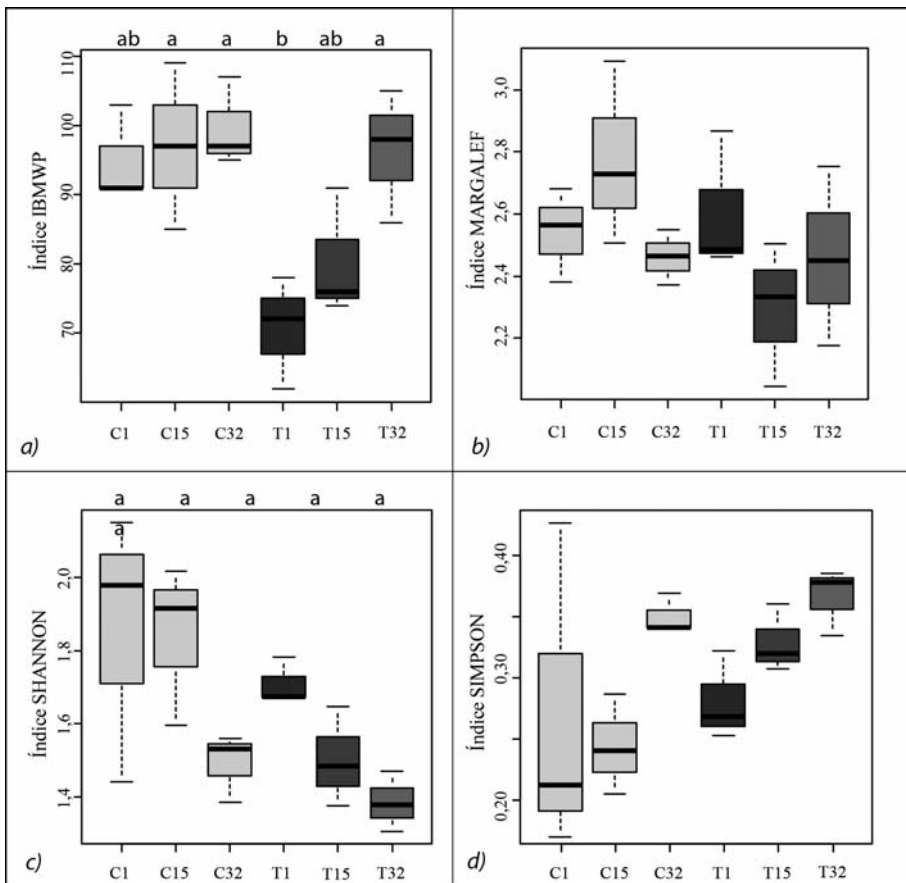 ab a a b ab a
Índice IBMWP
110
100
90
80
70
C1 C15 C32 T1 T15 T32
a)
Índice MARGALEF
3,0
2,8
2,6
2,4
2,2
C1 C15 C32 T1 T15 T32
b)
a a a a a
a
Índice SHANNON
2,0
1,8
1,6
1,4
C1 C15 C32 T1 T15 T32
c)
Índice SIMPSON
0,40
0,30
0,20
C1 C15 C32 T1 T15 T32
d)